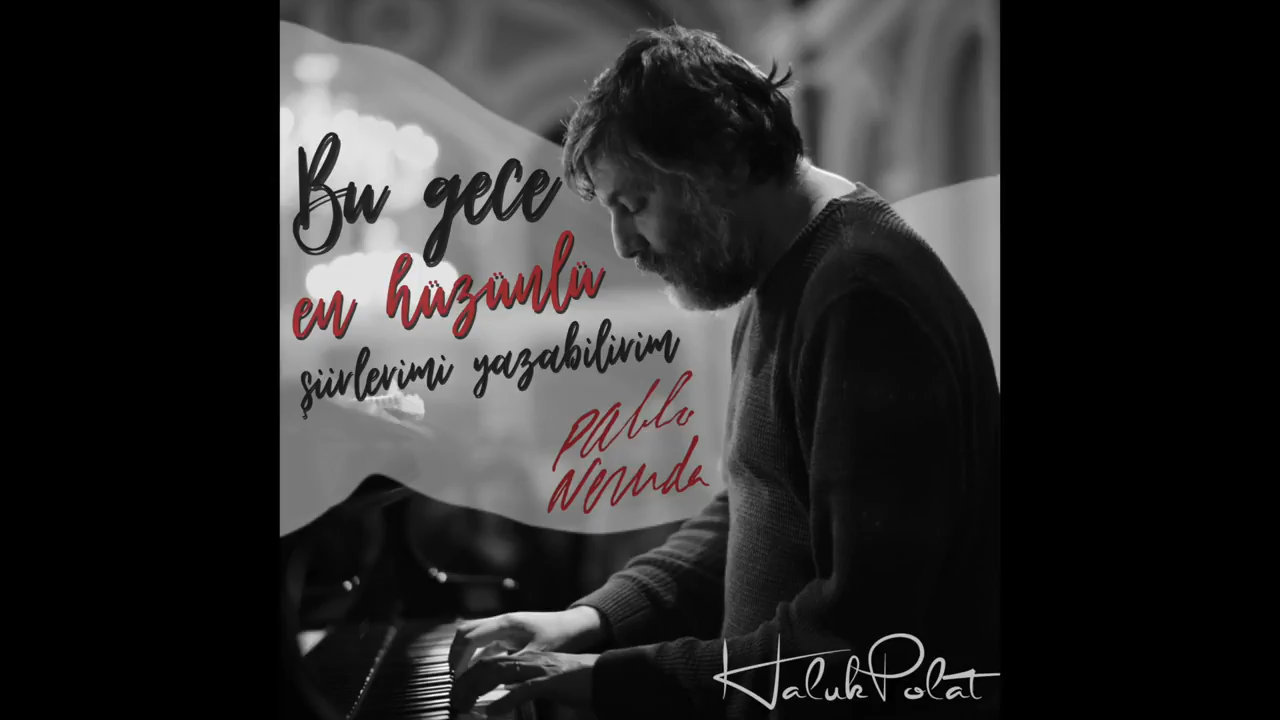 Bu gece
en hüzünlü
şiirlerimi yazabilirim
Pablo
Neruda
Haluk Polat